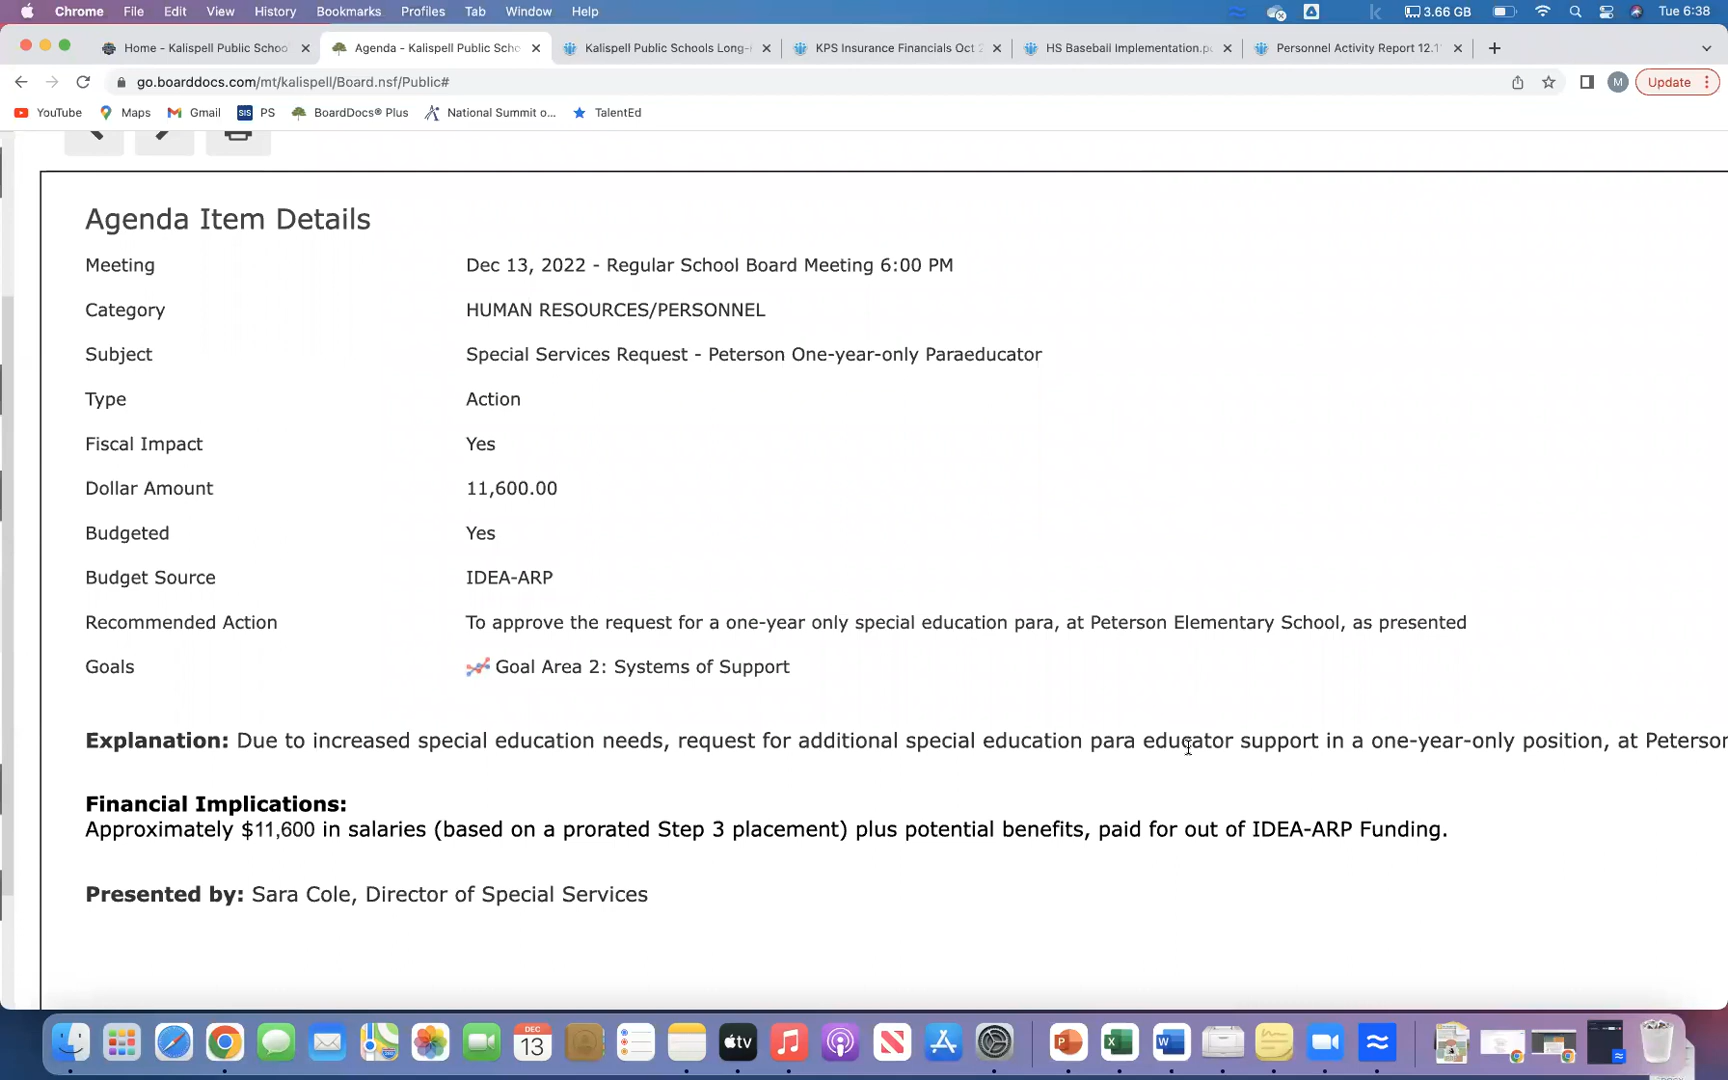 Chrome File Edit View History Bookmarks Profiles Tab Window Help 3.66 GB Tue 6:38
Home - Kalispell Public Schoo Agenda - Kalispell Public Scho Kalispell Public Schools Long- KPS Insurance Financials Oct 2 HS Baseball Implementation.p Personnel Activity Report 12.1
go.boarddocs.com/mt/kalispell/Board.nsf/Public# M Update
YouTube Maps Gmail SIS PS BoardDocs® Plus National Summit o... TalentEd
Agenda Item Details
Meeting Dec 13, 2022 - Regular School Board Meeting 6:00 PM
Category HUMAN RESOURCES/PERSONNEL
Subject Special Services Request - Peterson One-year-only Paraeducator
Type Action
Fiscal Impact Yes
Dollar Amount 11,600.00
Budgeted Yes
Budget Source IDEA-ARP
Recommended Action To approve the request for a one-year only special education para, at Peterson Elementary School, as presented
Goals Goal Area 2: Systems of Support
Explanation: Due to increased special education needs, request for additional special education para educator support in a one-year-only position, at Peterson
Financial Implications:
Approximately $11,600 in salaries (based on a prorated Step 3 placement) plus potential benefits, paid for out of IDEA-ARP Funding.
Presented by: Sara Cole, Director of Special Services
DEC
13
tv
P X W